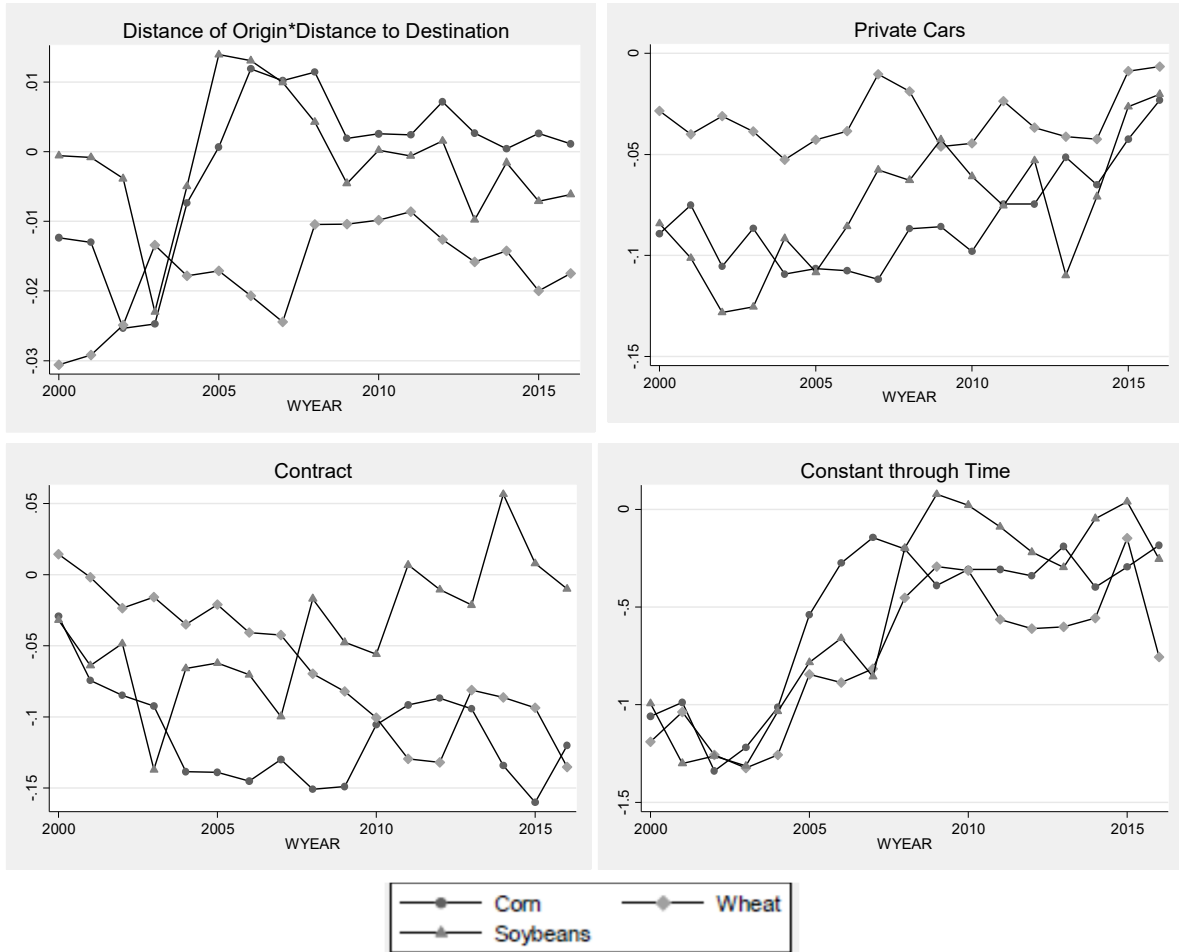 Distance of Origin*Distance to Destination
.01
0
-.01
-.02
-.03
2000 2005 2010 2015
WYEAR
Private Cars
0
-.05
-.1
-.15
2000 2005 2010 2015
WYEAR
Contract
.05
0
-.05
-.1
-.15
2000 2005 2010 2015
WYEAR
Constant through Time
0
-.5
-1
-1.5
2000 2005 2010 2015
WYEAR
Corn Wheat
Soybeans